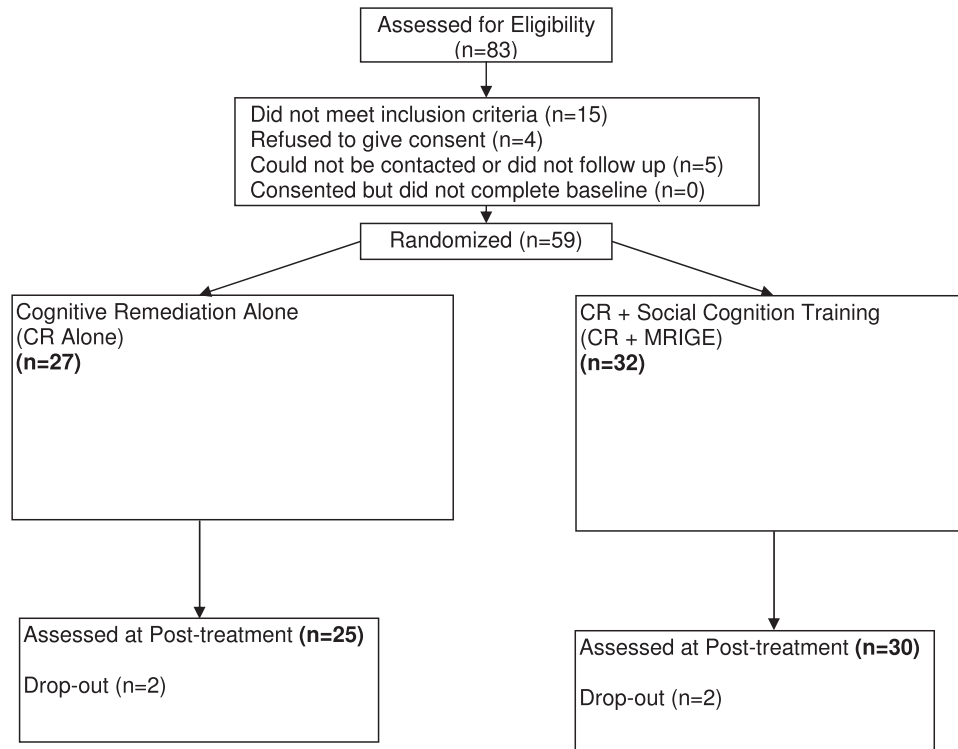 Assessed for Eligibility
(n=83)
Did not meet inclusion criteria (n=15)
Refused to give consent (n=4)
Could not be contacted or did not follow up (n=5)
Consented but did not complete baseline (n=0)
Randomized (n=59)
Cognitive Remediation Alone
(CR Alone)
(n=27)
CR + Social Cognition Training
(CR + MRIGE)
(n=32)
Assessed at Post-treatment (n=25)
Drop-out (n=2)
Assessed at Post-treatment (n=30)
Drop-out (n=2)